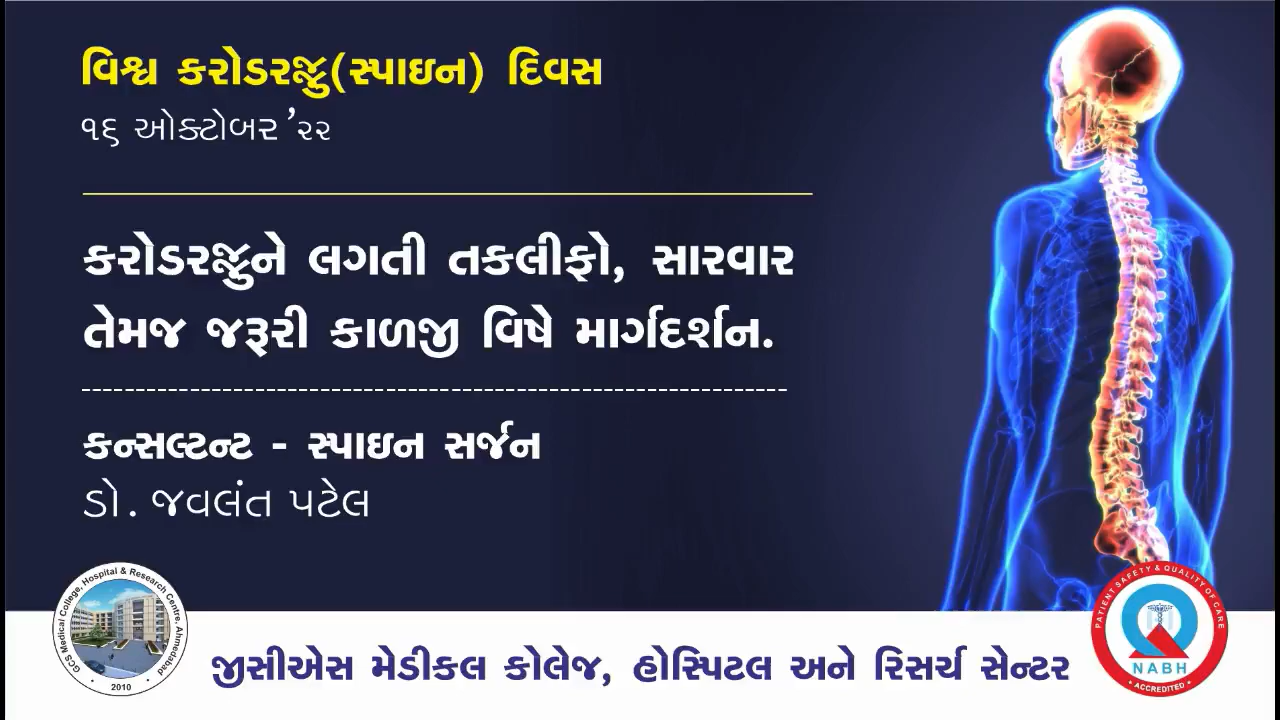 વિશ્વ કરોડરજ્જુ(સ્પાઇન) દિવસ
૧૬ ઓક્ટોબર '૨૨
કરોડરજ્જુને લગતી તકલીફો, સારવાર
તેમજ જરૂરી કાળજી વિષે માર્ગદર્શન.
કન્સલ્ટન્ટ - સ્પાઇન સર્જન
ડો. જવલંત પટેલ
GCS Medical College, Hospital & Research Centre. Ahmedabad
2010
જીસીએસ મેડીકલ કોલેજ, હોસ્પિટલ અને રિસર્ચ સેન્ટર
PATIENT SAFETY & QUALITY OF CARE
NABH
ACCREDITED